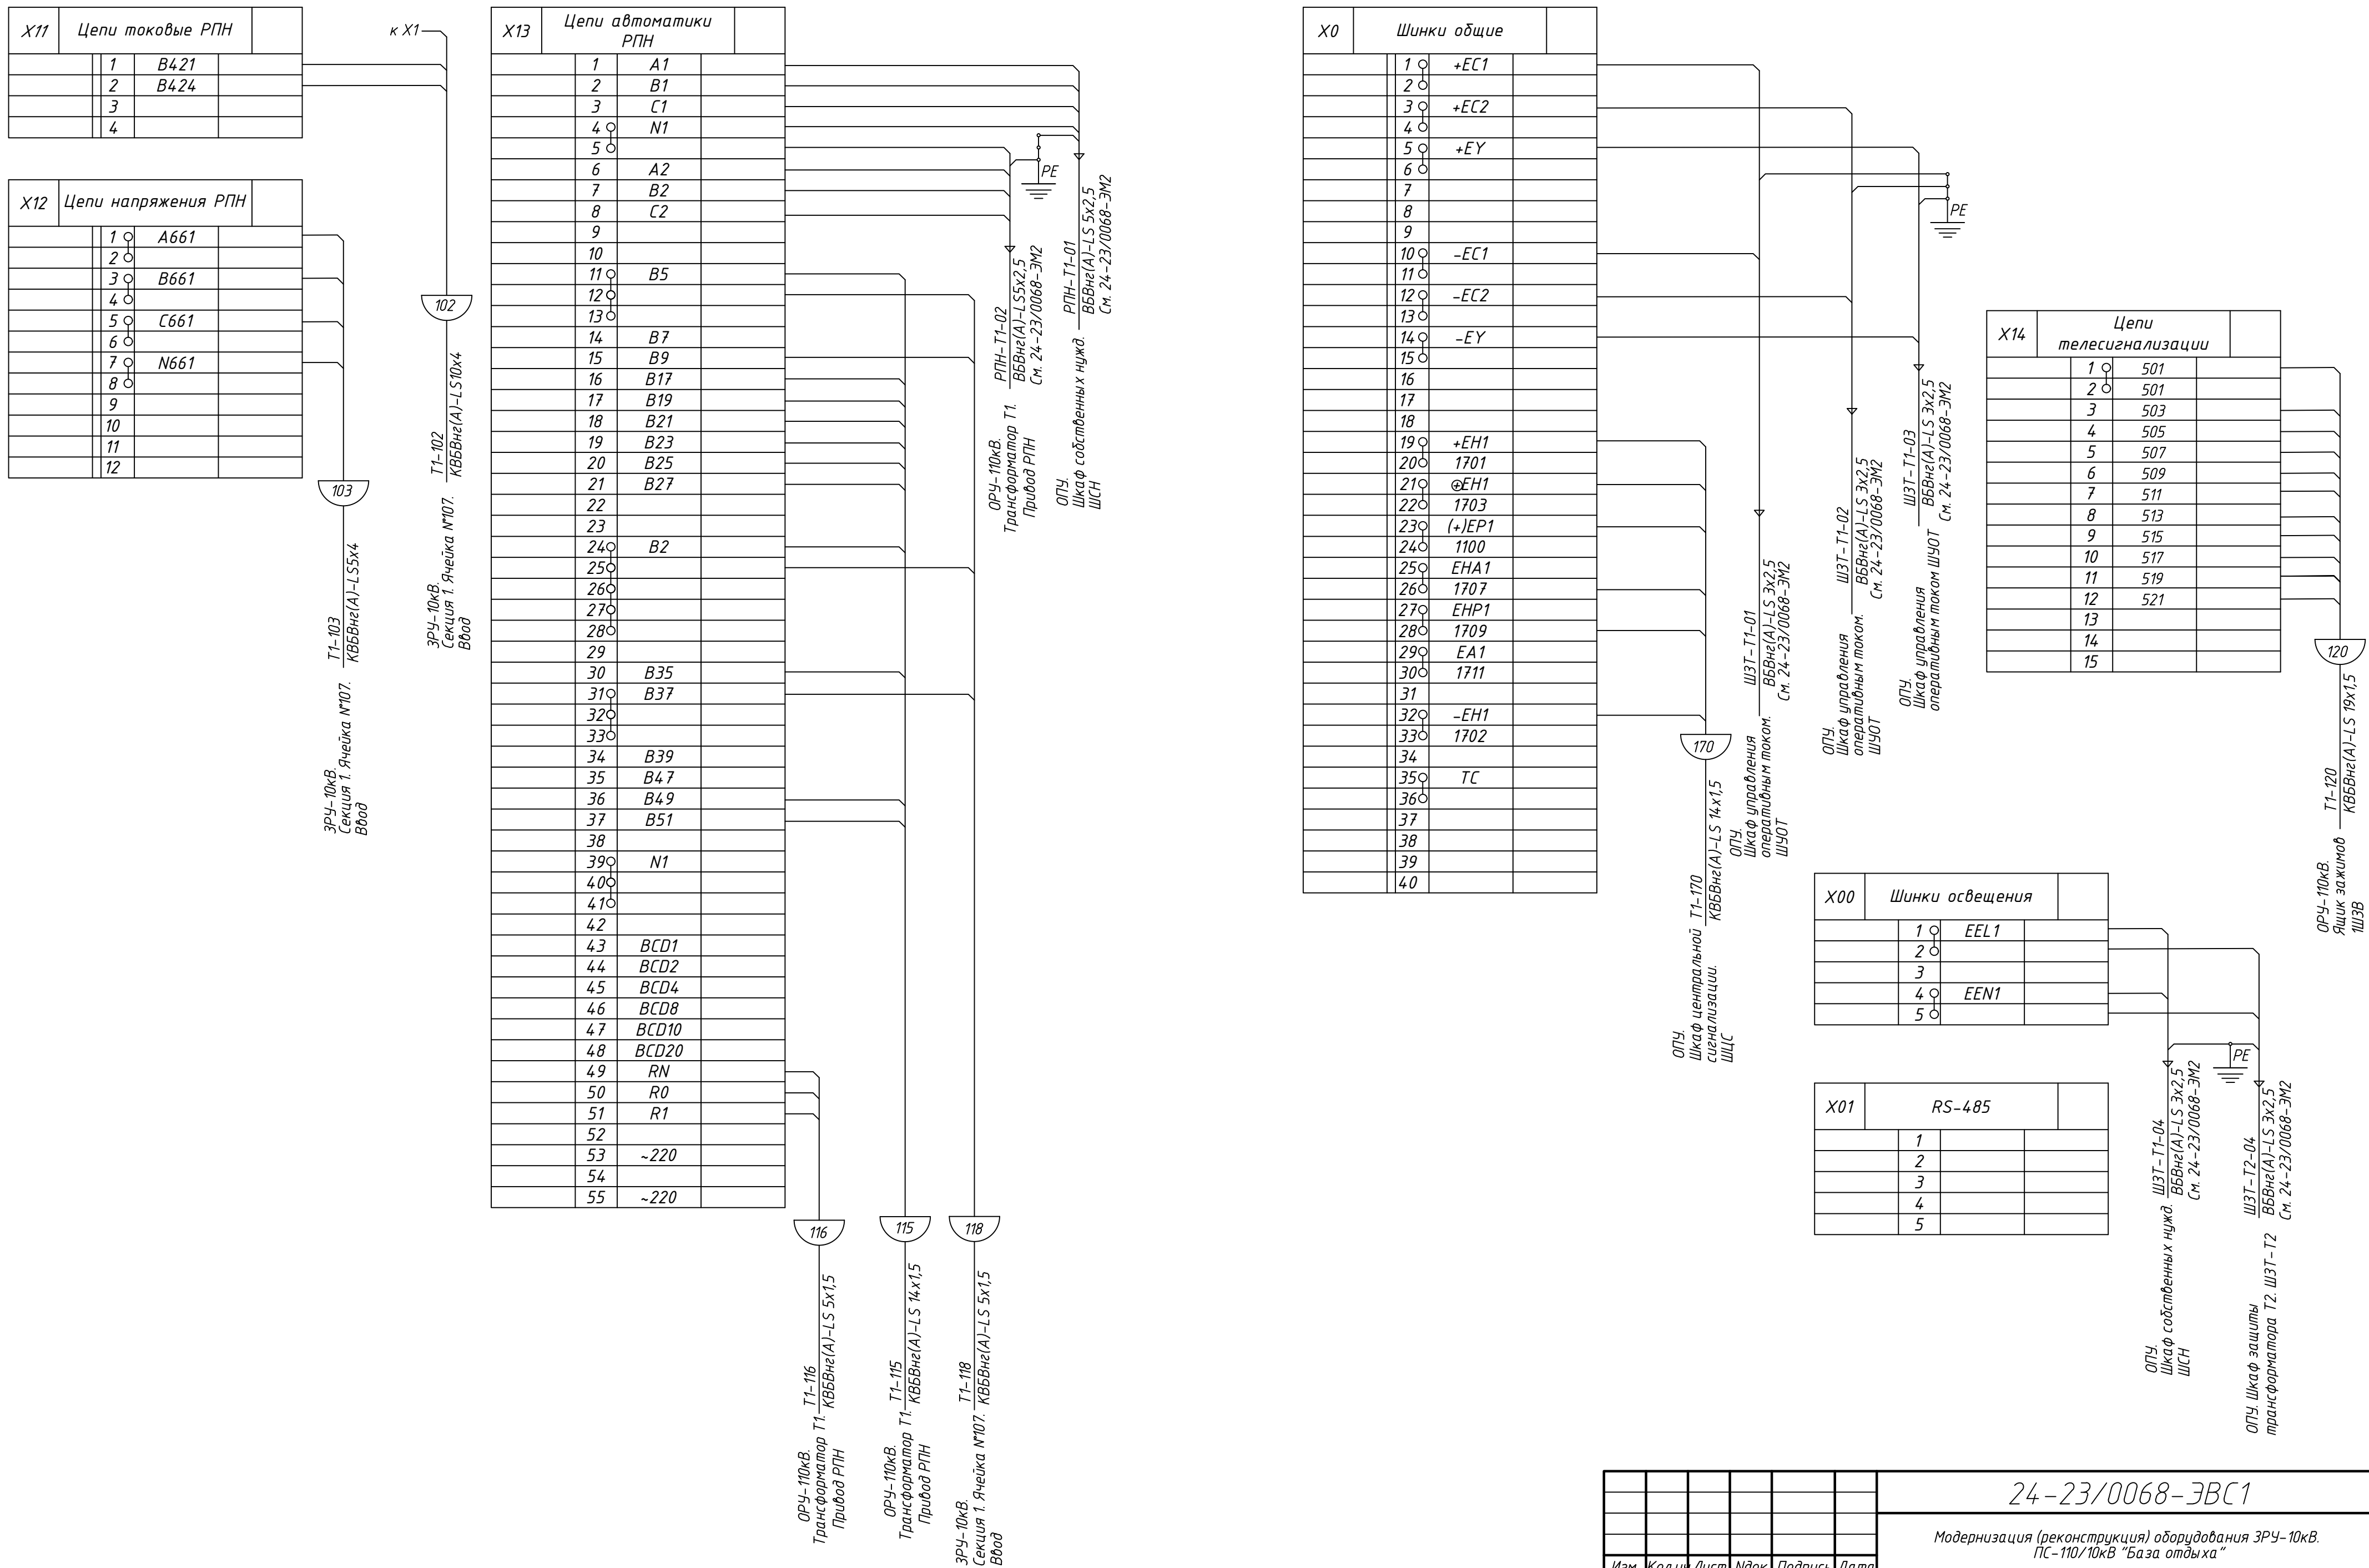 X11 Цепи токовые РПН
1 B421
2 B424
3
4
X12 Цепи напряжения РПН
1 A661
2
3 B661
4
5 C661
6
7 N661
8
9
10
11
12
103
Т1-103
КВБВнг(А)-LS5x4
ЗРУ-10кВ.
Секция 1. Ячейка №107.
Ввод
к X1
102
Т1-102
КВБВнг(А)-LS10x4
ЗРУ-10кВ.
Секция 1. Ячейка №107.
Ввод
X13 Цепи автоматики
РПН
1 A1
2 B1
3 C1
4 N1
5
6 A2
7 B2
8 C2
9
10
11 B5
12
13
14 B7
15 B9
16 B17
17 B19
18 B21
19 B23
20 B25
21 B27
22
23
24 B2
25
26
27
28
29
30 B35
31 B37
32
33
34 B39
35 B47
36 B49
37 B51
38
39 N1
40
41
42
43 BCD1
44 BCD2
45 BCD4
46 BCD8
47 BCD10
48 BCD20
49 RN
50 R0
51 R1
52
53 ~220
54
55 ~220
PE
РПН-Т1-02
ВБВнг(А)-LS5x2,5
См. 24-23/0068-ЭМ2
ОРУ-110кВ.
Трансформатор Т1.
Привод РПН
РПН-Т1-01
ВБВнг(А)-LS 5x2,5
См. 24-23/0068-ЭМ2
ОПУ.
Шкаф собственных нужд.
ШСН
116
Т1-116
КВБВнг(А)-LS 5x1,5
ОРУ-110кВ.
Трансформатор Т1.
Привод РПН
115
Т1-115
КВБВнг(А)-LS 14x1,5
ОРУ-110кВ.
Трансформатор Т1.
Привод РПН
118
Т1-118
КВБВнг(А)-LS 5x1,5
ЗРУ-10кВ.
Секция 1. Ячейка №107.
Ввод
X0 Шинки общие
1 +EC1
2
3 +EC2
4
5 +EY
6
7
8
9
10 -EC1
11
12 -EC2
13
14 -EY
15
16
17
18
19 +EH1
20 1701
21 ⊕EH1
22 1703
23 (+)EP1
24 1100
25 EHA1
26 1707
27 EHP1
28 1709
29 EA1
30 1711
31
32 -EH1
33 1702
34
35 TC
36
37
38
39
40
PE
170
Т1-170
КВБВнг(А)-LS 14x1,5
ОПУ.
Шкаф центральной
сигнализации.
ШЦС
ШЗТ-Т1-01
ВБВнг(А)-LS 3x2,5
См. 24-23/0068-ЭМ2
ОПУ.
Шкаф управления
оперативным током.
ШУОТ
ШЗТ-Т1-02
ВБВнг(А)-LS 3x2,5
См. 24-23/0068-ЭМ2
ОПУ.
Шкаф управления
оперативным током.
ШУОТ
ШЗТ-Т1-03
ВБВнг(А)-LS 3x2,5
См. 24-23/0068-ЭМ2
ОПУ.
Шкаф управления
оперативным током ШУОТ
X14 Цепи
телесигнализации
1 501
2 501
3 503
4 505
5 507
6 509
7 511
8 513
9 515
10 517
11 519
12 521
13
14
15
120
Т1-120
КВБВнг(А)-LS 19x1,5
ОРУ-110кВ.
Ящик зажимов
1ШЗВ
X00 Шинки освещения
1 EEL1
2
3
4 EEN1
5
PE
X01 RS-485
1
2
3
4
5
ШЗТ-Т1-04
ВБВнг(А)-LS 3x2,5
См. 24-23/0068-ЭМ2
ОПУ.
Шкаф собственных нужд.
ШСН
ШЗТ-Т2-04
ВБВнг(А)-LS 3x2,5
См. 24-23/0068-ЭМ2
ОПУ. Шкаф защиты
трансформатора Т2. ШЗТ-Т2
24-23/0068-ЭВС1
Модернизация (реконструкция) оборудования ЗРУ-10кВ.
ПС-110/10кВ "База отдыха"
Изм. Кол.уч Лист №док. Подпись Дата